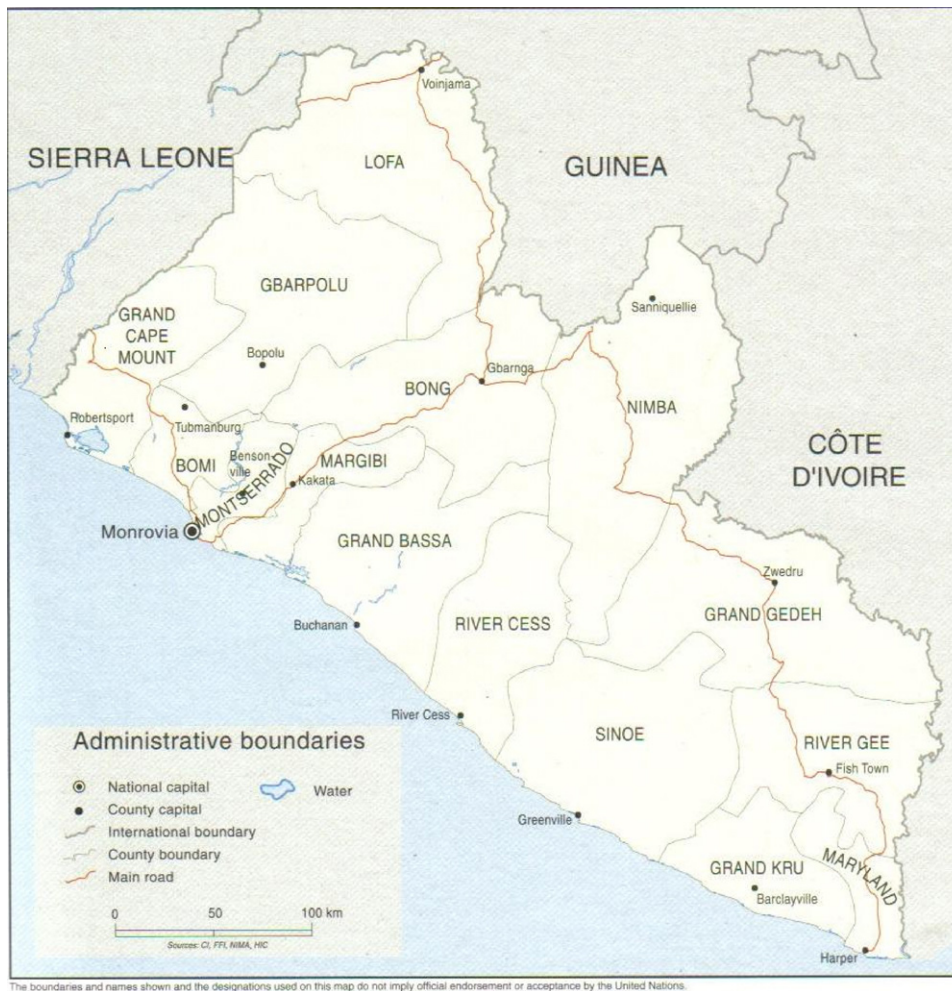 Voinjama
SIERRA LEONE
LOFA
GUINEA
GBARPOLU
Sanniquellie
GRAND
CAPE
MOUNT
Bopolu
Gbarnga
BONG
NIMBA
Robertsport
Tubmanburg
CÔTE
D'IVOIRE
BOMI
Benson
ville
MONTSERRADO
MARGIBI
Kakata
Monrovia
GRAND BASSA
Zwedru
GRAND GEDEH
Buchanan
RIVER CESS
River Cess
SINOE
RIVER GEE
Fish Town
Greenville
GRAND KRU
MARYLAND
Barclayville
Harper
Administrative boundaries
National capital
County capital
International boundary
County boundary
Main road
Water
0 50 100 km
Sources: CI, FFI, NIMA, HIC
The boundaries and names shown and the designations used on this map do not imply official endorsement or acceptance by the United Nations.